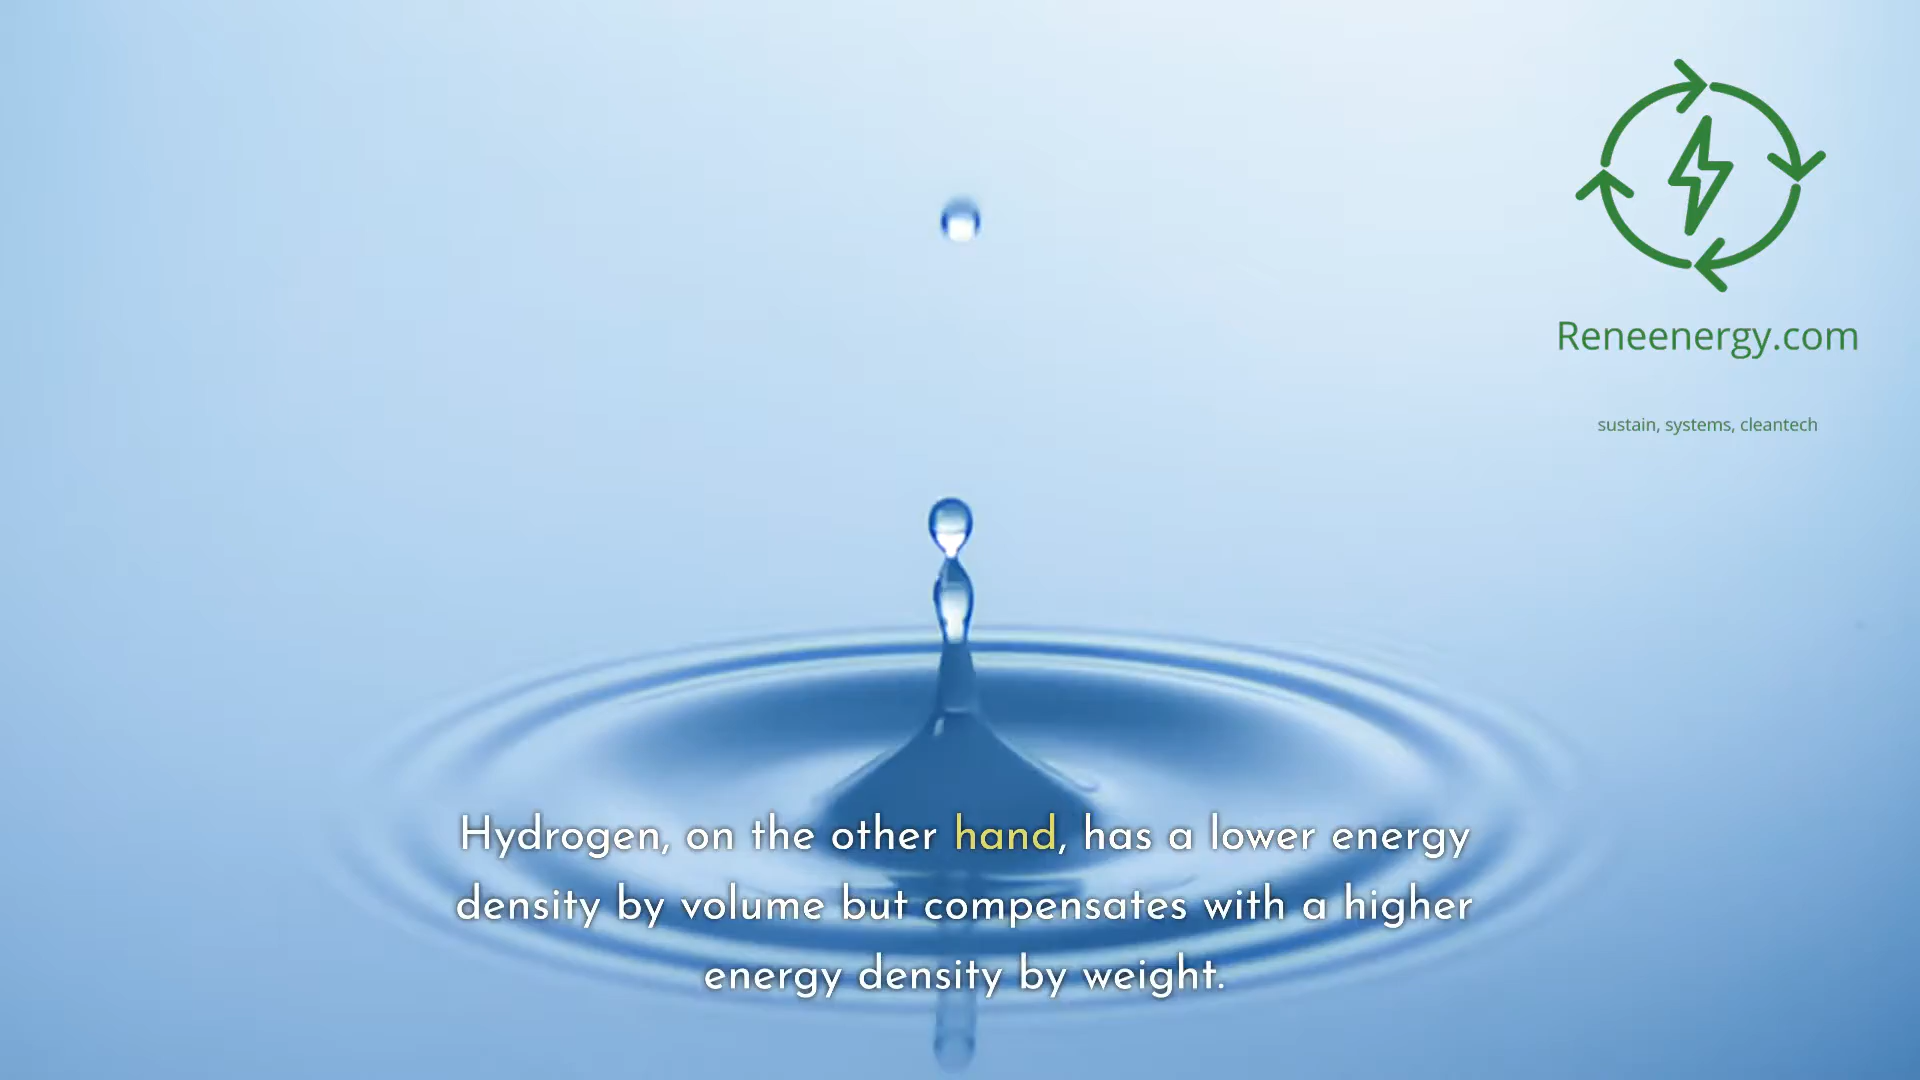 Reneenergy.com
sustain, systems, cleantech
Hydrogen, on the other hand, has a lower energy
density by volume but compensates with a higher
energy density by weight.